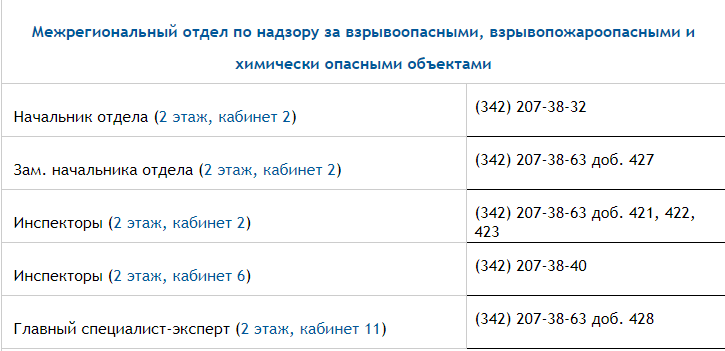 Межрегиональный отдел по надзору за взрывоопасными, взрывопожароопасными и
химически опасными объектами
Начальник отдела (2 этаж, кабинет 2)
(342) 207-38-32
Зам. начальника отдела (2 этаж, кабинет 2)
(342) 207-38-63 доб. 427
Инспекторы (2 этаж, кабинет 2)
(342) 207-38-63 доб. 421, 422,
423
Инспекторы (2 этаж, кабинет 6)
(342) 207-38-40
Главный специалист-эксперт (2 этаж, кабинет 11)
(342) 207-38-63 доб. 428